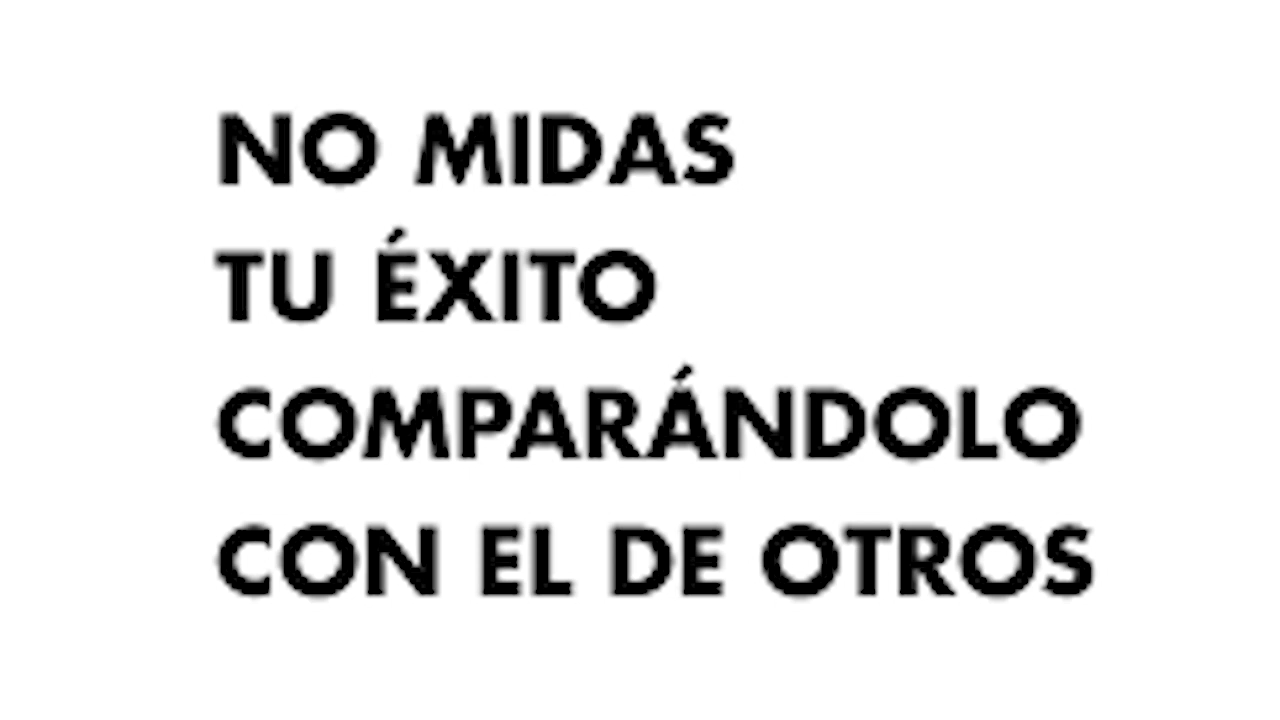 NO MIDAS
TU ÉXITO
COMPARÁNDOLO
CON EL DE OTROS